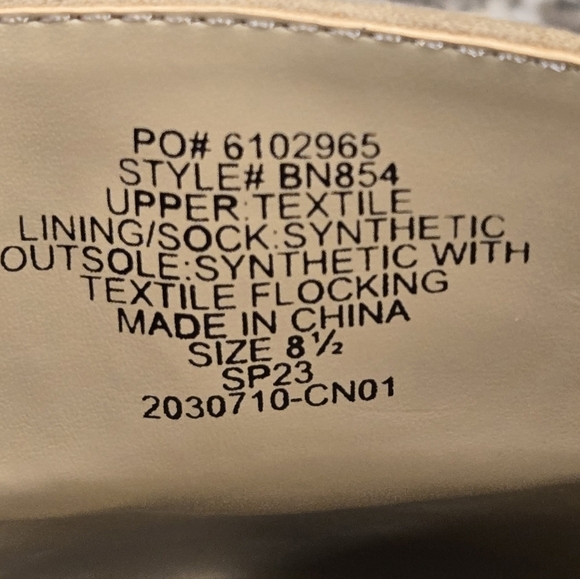 PO# 6102965
STYLE# BN854
UPPER:TEXTILE
LINING/SOCK:SYNTHETIC
OUTSOLE:SYNTHETIC WITH
TEXTILE FLOCKING
MADE IN CHINA
SIZE 8½
SP23
2030710-CN01